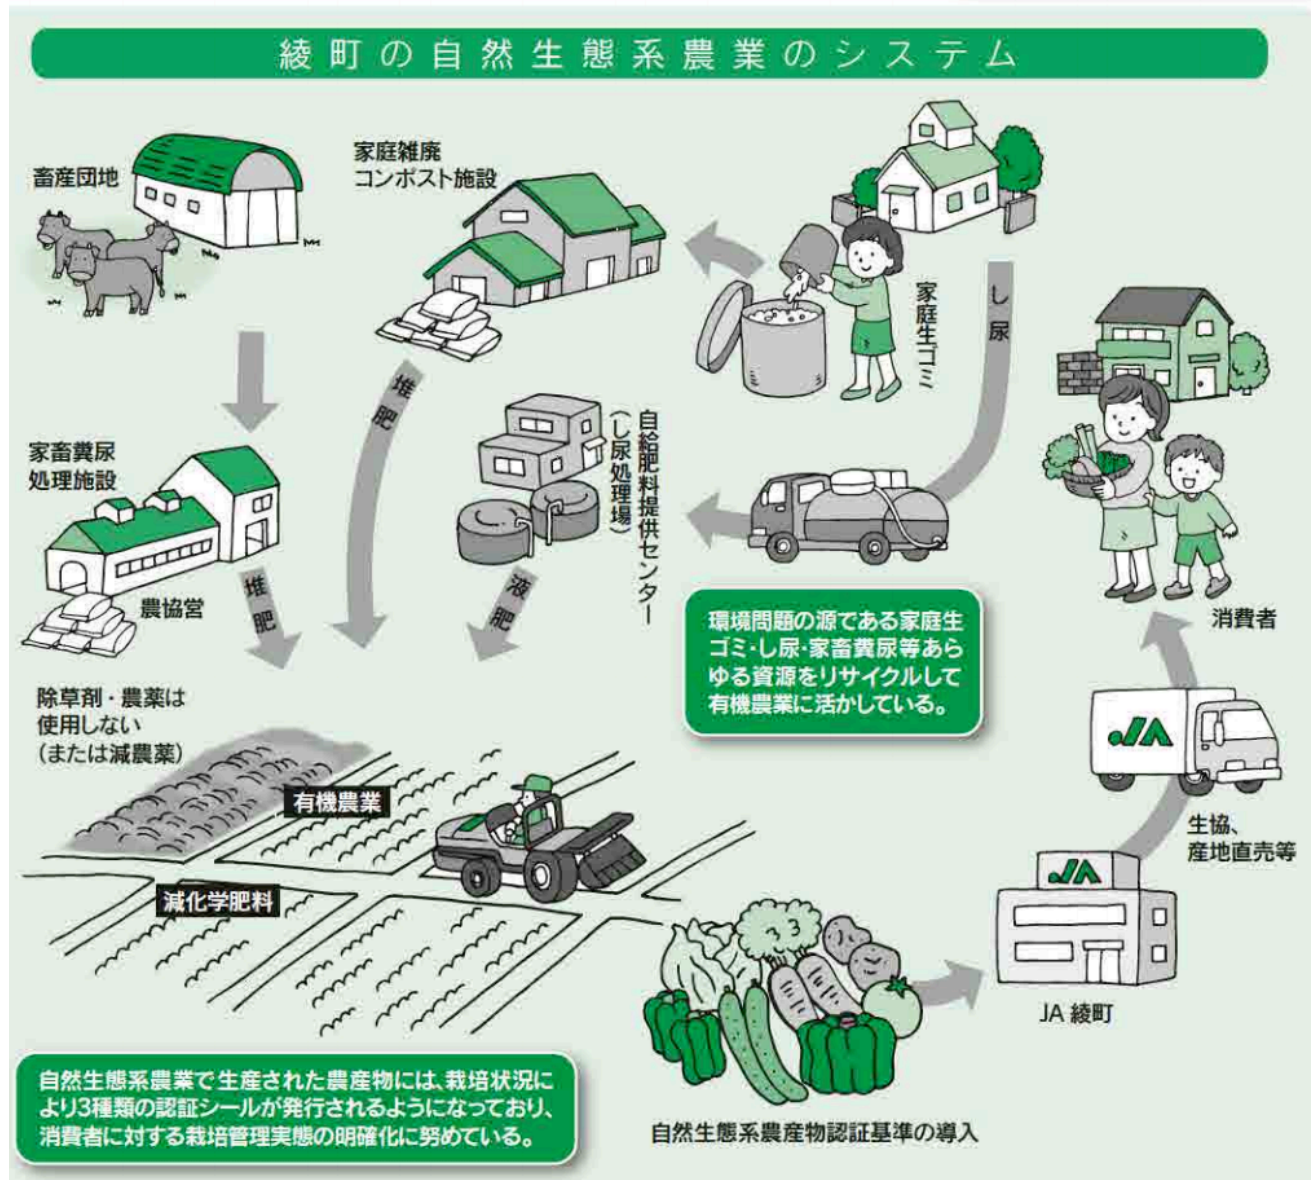 綾町の自然生態系農業のシステム
畜産団地
家庭雑廃
コンポスト施設
家庭生ゴミ
し尿
堆肥
家畜糞尿
処理施設
農協営
堆肥
自給肥料提供センター
(し尿処理場)
液肥
環境問題の源である家庭生
ゴミ・し尿・家畜糞尿等あら
ゆる資源をリサイクルして
有機農業に活かしている。
消費者
除草剤・農薬は
使用しない
(または減農薬)
有機農業
減化学肥料
JA
生協、
産地直売等
JA
JA 綾町
自然生態系農業で生産された農産物には、栽培状況に
より3種類の認証シールが発行されるようになっており、
消費者に対する栽培管理実態の明確化に努めている。
自然生態系農産物認証基準の導入